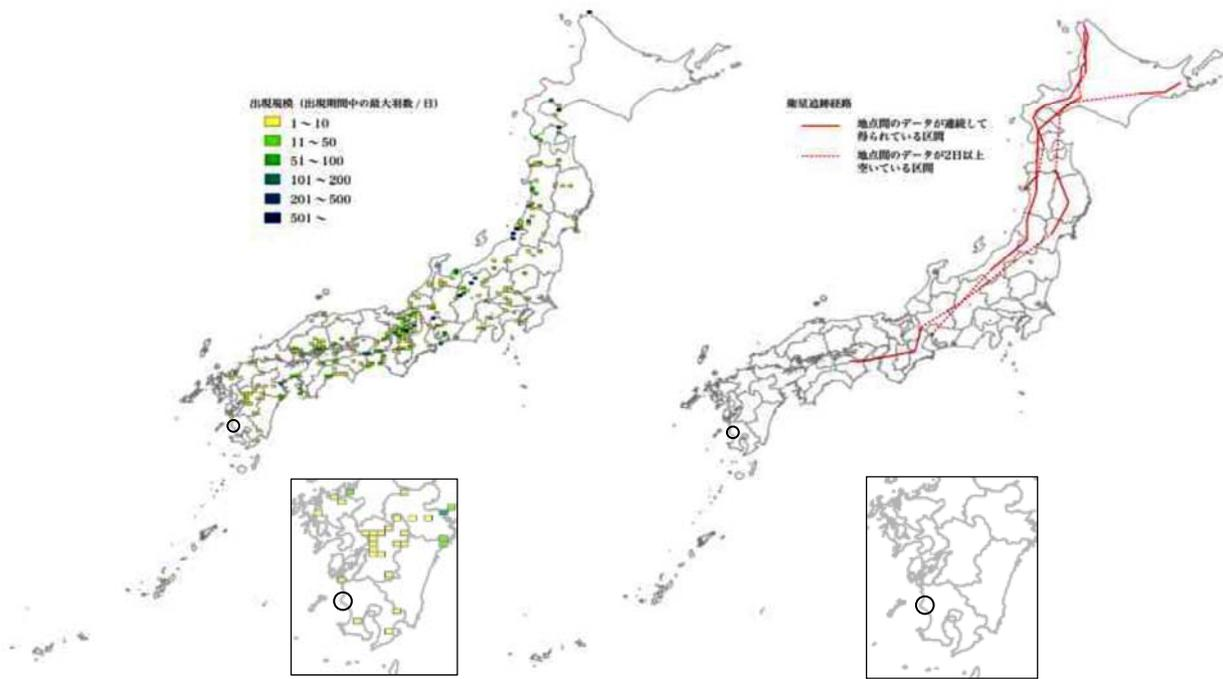 出現規模（出現期間中の最大羽数 / 日）
1～10
11～50
51～100
101～200
201～500
501～
衛星追跡経路
地点間のデータが連続して
得られている区間
地点間のデータが2日以上
空いている区間